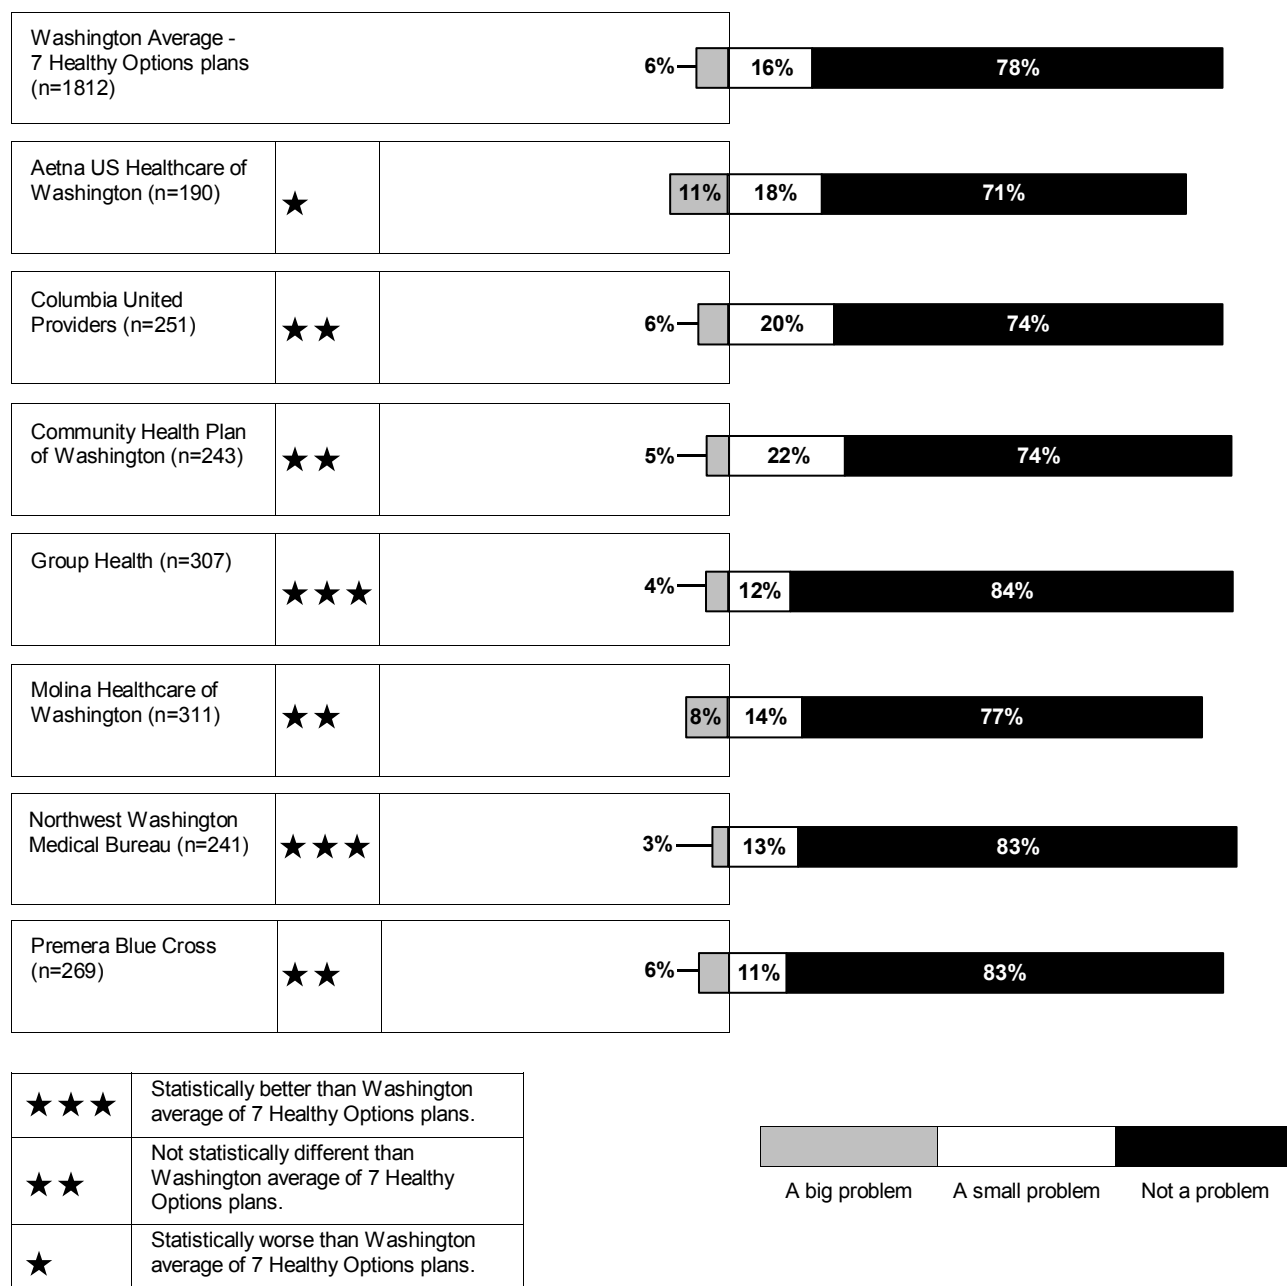 Washington Average -
7 Healthy Options plans
(n=1812)
6% 16% 78%
Aetna US Healthcare of
Washington (n=190)
★
11% 18% 71%
Columbia United
Providers (n=251)
★★
6% 20% 74%
Community Health Plan
of Washington (n=243)
★★
5% 22% 74%
Group Health (n=307)
★★★
4% 12% 84%
Molina Healthcare of
Washington (n=311)
★★
8% 14% 77%
Northwest Washington
Medical Bureau (n=241)
★★★
3% 13% 83%
Premera Blue Cross
(n=269)
★★
6% 11% 83%
★★★
Statistically better than Washington
average of 7 Healthy Options plans.
★★
Not statistically different than
Washington average of 7 Healthy
Options plans.
★
Statistically worse than Washington
average of 7 Healthy Options plans.
A big problem A small problem Not a problem